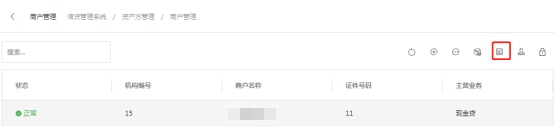 商户管理 信贷管理系统 / 资产方管理 / 商户管理
搜索...
状态 机构编号 商户名称 证件号码 主营业务
正常 15 11 现金贷